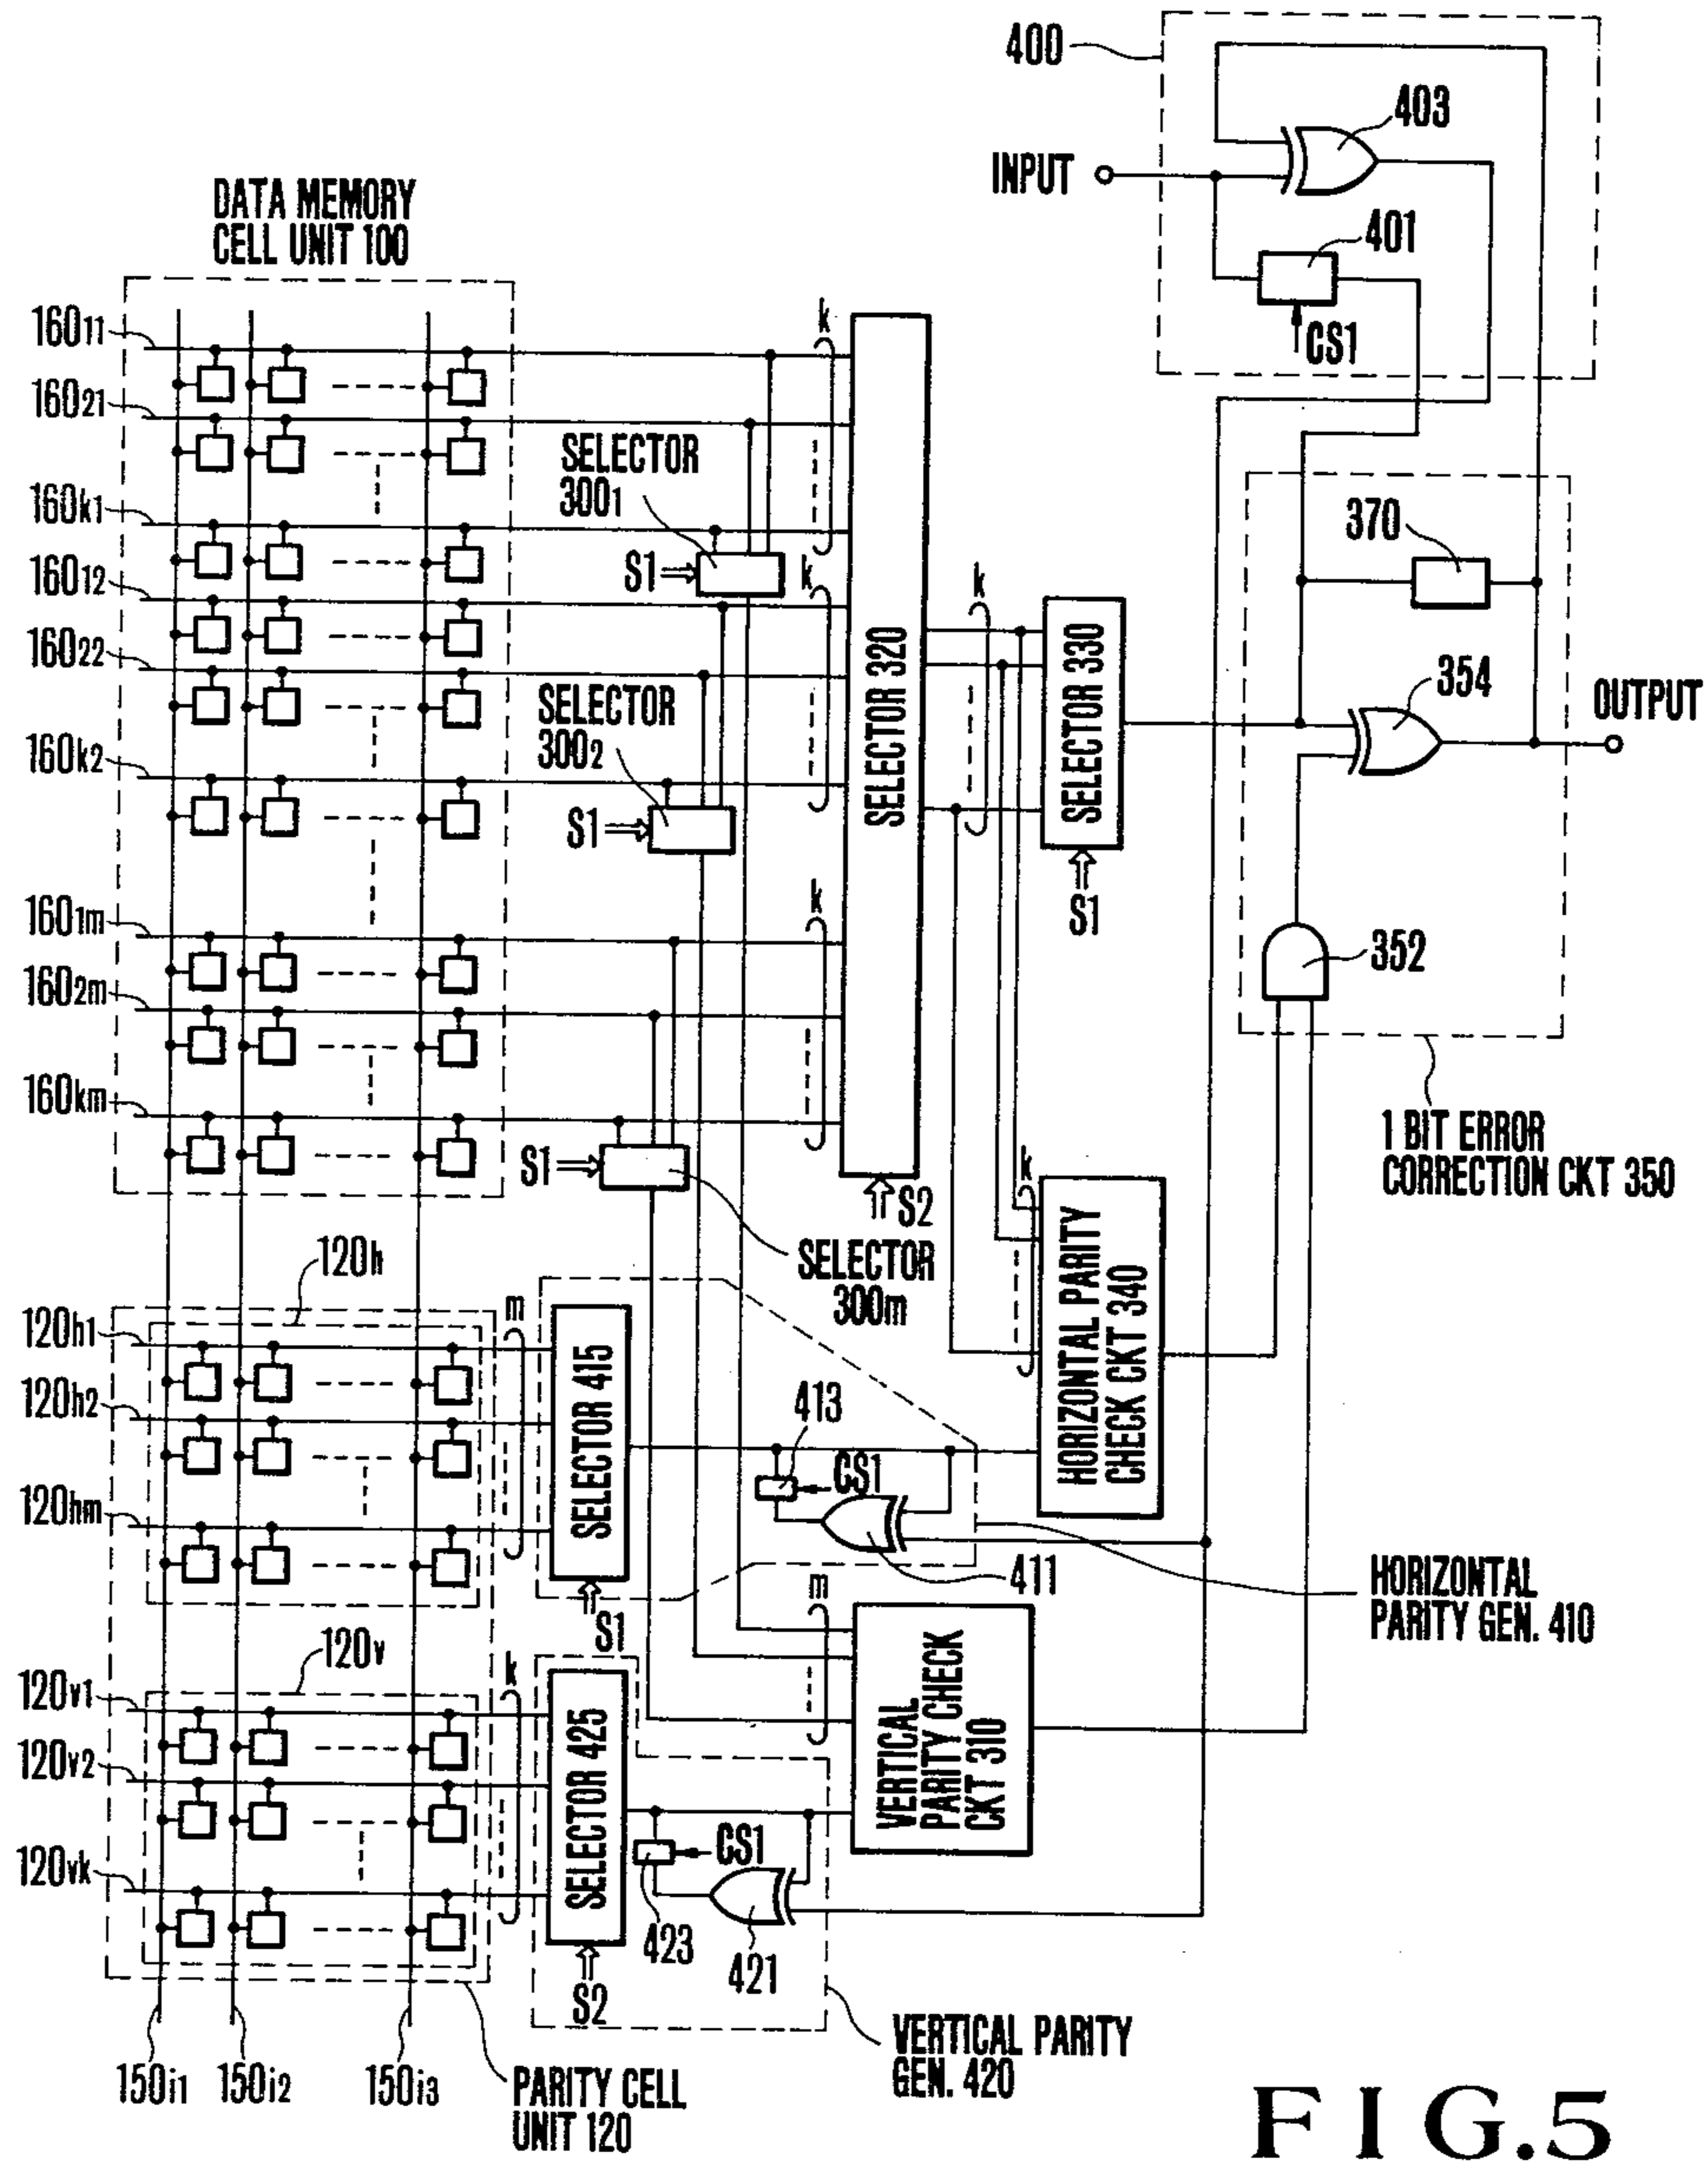 400
403
INPUT
401
CS1
DATA MEMORY
CELL UNIT 100
16011
16021
160k1
16012
16022
160k2
1601m
1602m
160km
k
k
k
SELECTOR
3001
S1
SELECTOR
3002
S1
S1
SELECTOR
300m
SELECTOR 320
S2
k
SELECTOR 330
S1
370
354
OUTPUT
352
1 BIT ERROR
CORRECTION CKT 350
k
HORIZONTAL PARITY
CHECK CKT 340
120h
120h1
120h2
120hm
m
SELECTOR 415
S1
413
CS1
411
HORIZONTAL
PARITY GEN. 410
120v
120v1
120v2
120vk
k
SELECTOR 425
S2
m
VERTICAL
PARITY CHECK
CKT 310
CS1
423
421
VERTICAL PARITY
GEN. 420
150i1
150i2
150i3
PARITY CELL
UNIT 120
FIG.5